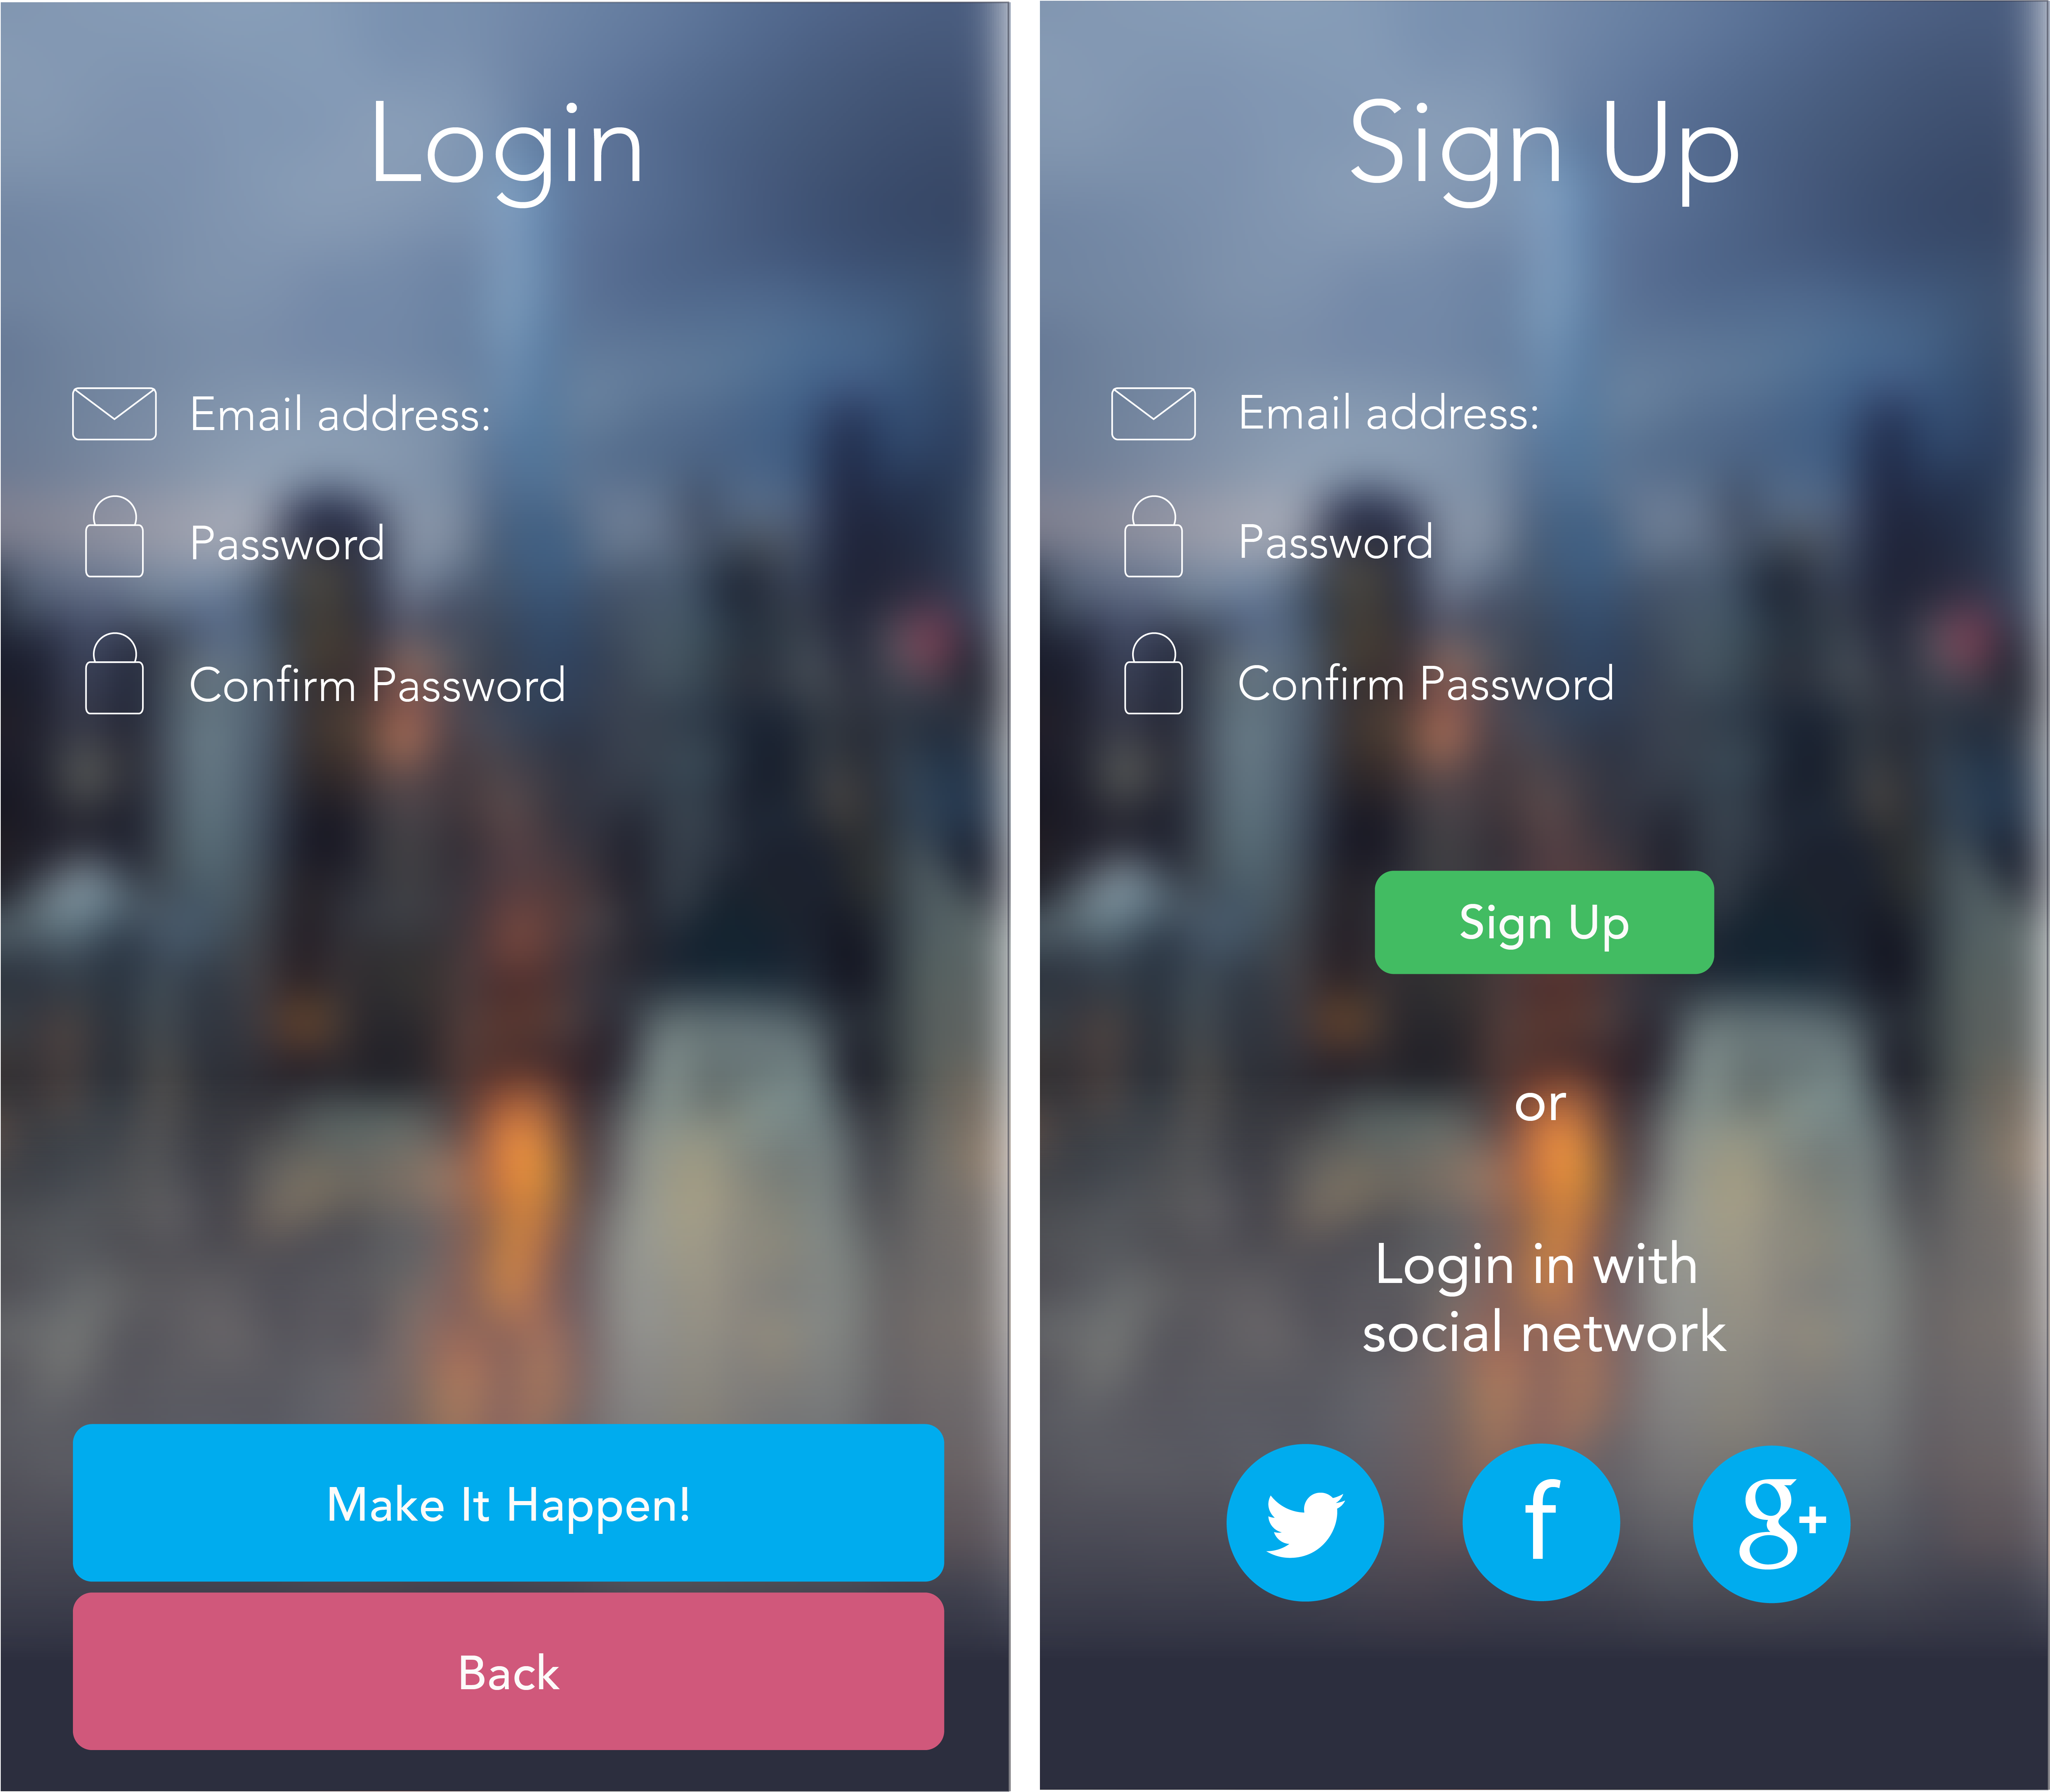 Login
Email address:
Password
Confirm Password
Make It Happen!
Back
Sign Up
Email address:
Password
Confirm Password
Sign Up
or
Login in with
social network
f
g+